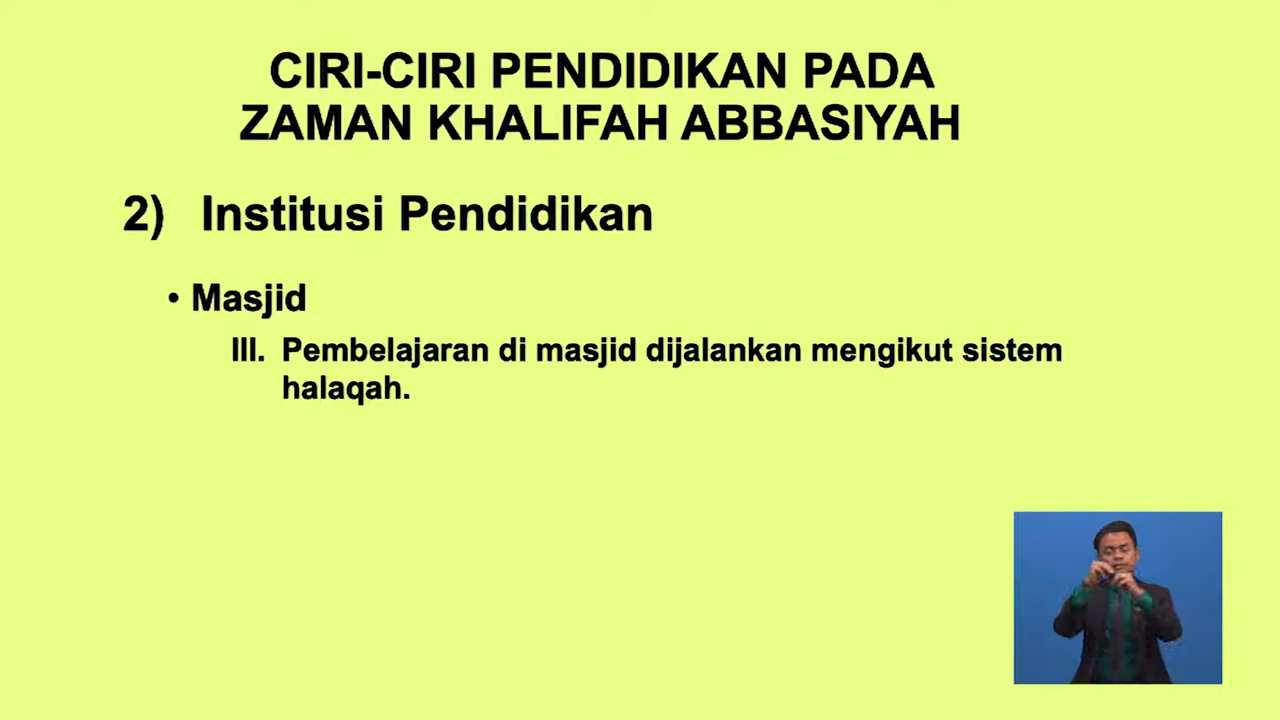 CIRI-CIRI PENDIDIKAN PADA
ZAMAN KHALIFAH ABBASIYAH
2) Institusi Pendidikan
• Masjid
III. Pembelajaran di masjid dijalankan mengikut sistem
halaqah.